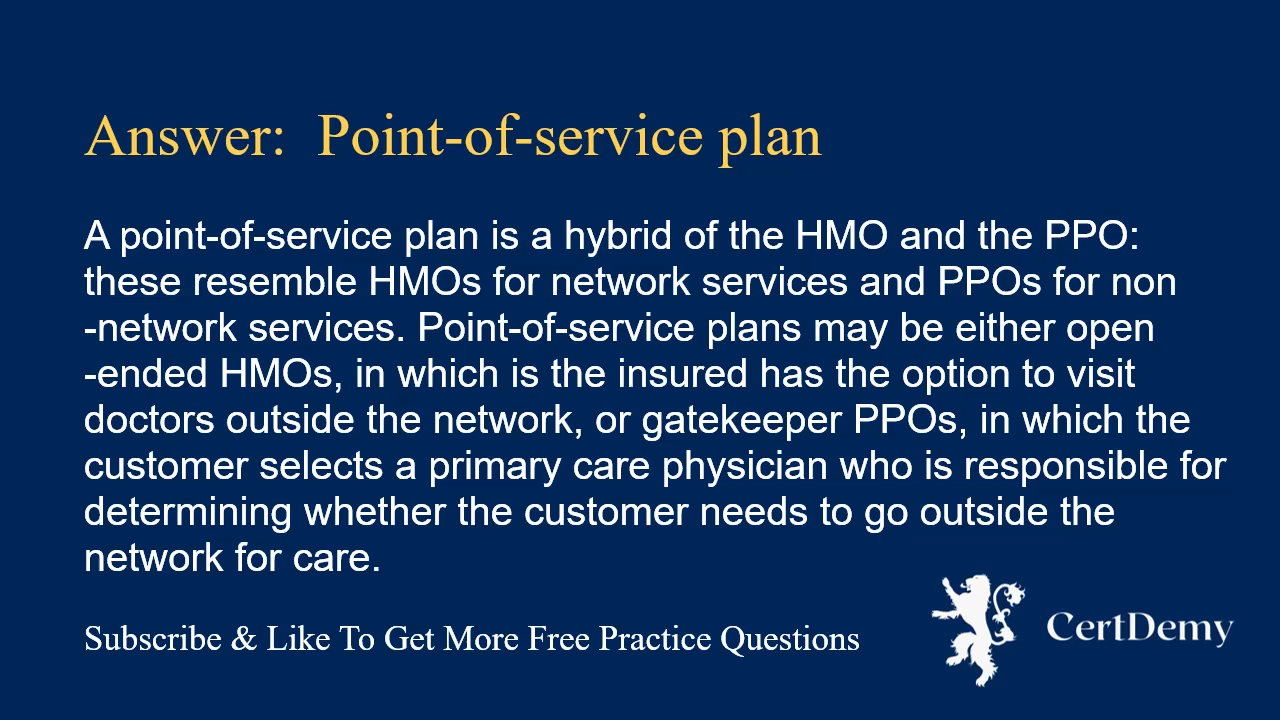 Answer:  Point-of-service plan
A point-of-service plan is a hybrid of the HMO and the PPO:
these resemble HMOs for network services and PPOs for non
-network services. Point-of-service plans may be either open
-ended HMOs, in which is the insured has the option to visit
doctors outside the network, or gatekeeper PPOs, in which the
customer selects a primary care physician who is responsible for
determining whether the customer needs to go outside the
network for care.
Subscribe & Like To Get More Free Practice Questions
CertDemy